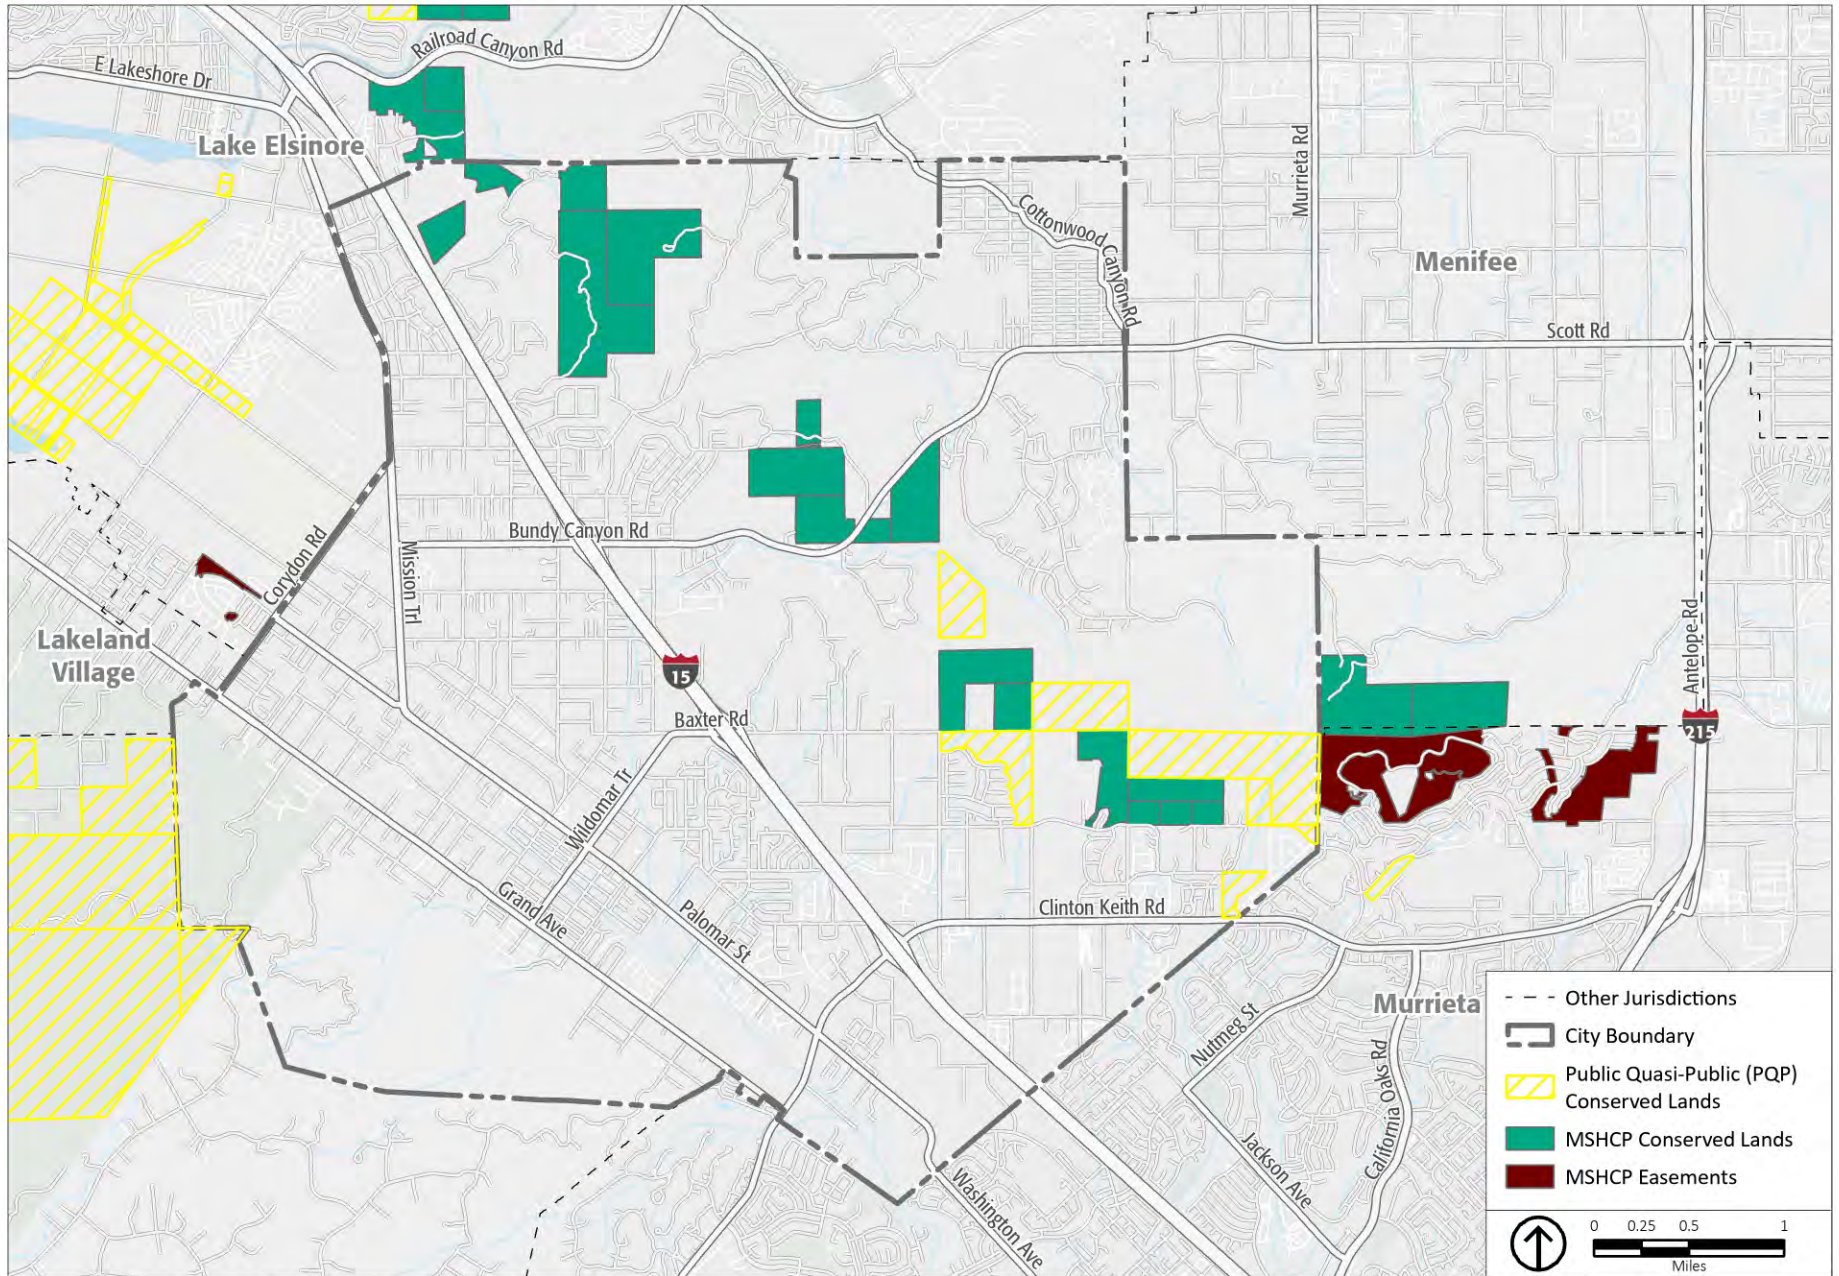 Railroad Canyon Rd
E Lakeshore Dr
Lake Elsinore
Murrieta Rd
Cottonwood Canyon Rd
Menifee
Scott Rd
Bundy Canyon Rd
Corydon Rd
Mission Trl
Lakeland
Village
15
Antelope Rd
215
Baxter Rd
Wildomar Tr
Grand Ave
Palomar St
Clinton Keith Rd
Murrieta
Nutmeg St
California Oaks Rd
Jackson Ave
Washington Ave
Other Jurisdictions
City Boundary
Public Quasi-Public (PQP)
Conserved Lands
MSHCP Conserved Lands
MSHCP Easements
0 0.25 0.5 1
Miles